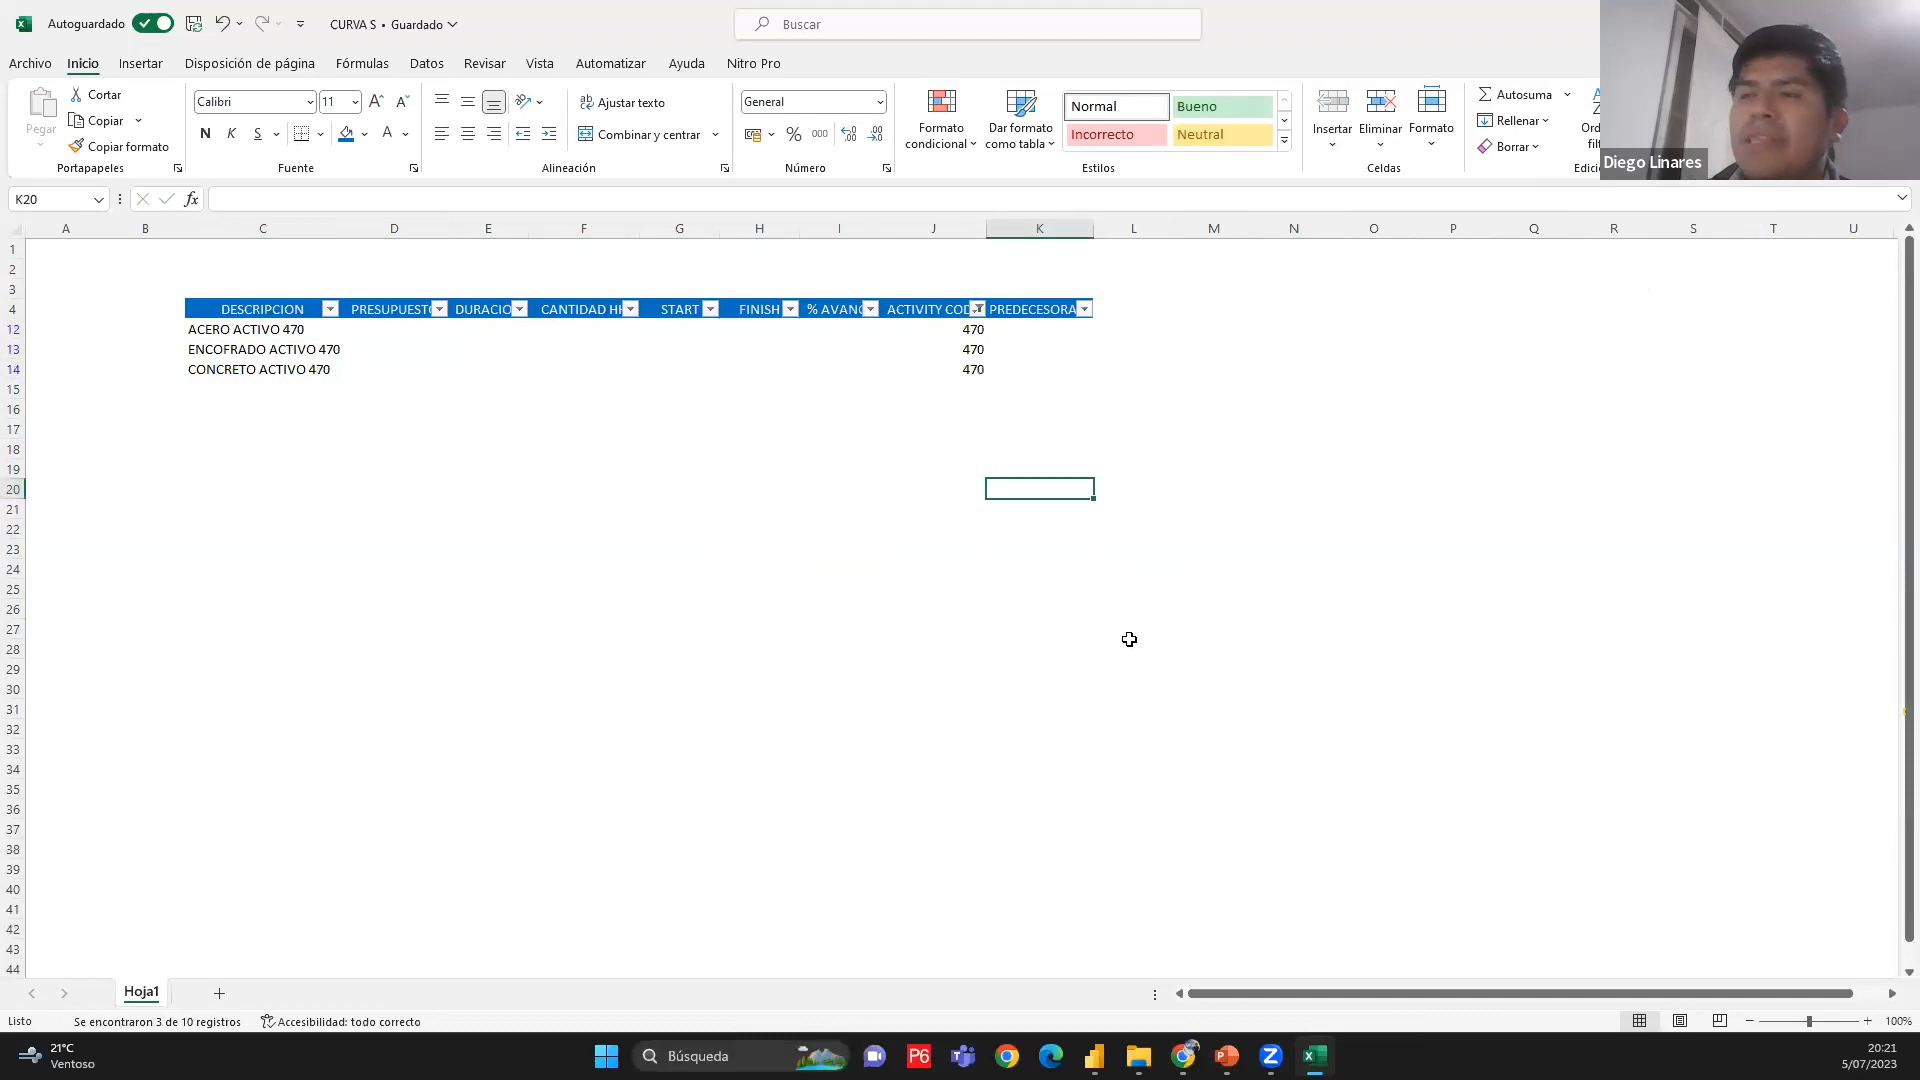 Autoguardado
CURVA S • Guardado
Buscar
Archivo Inicio Insertar Disposición de página Fórmulas Datos Revisar Vista Automatizar Ayuda Nitro Pro
Pegar
Cortar
Copiar
Copiar formato
Portapapeles
Calibri 11
N K S
Fuente
Ajustar texto
Combinar y centrar
Alineación
General
% 000
Número
Formato condicional
Dar formato como tabla
Normal Bueno
Incorrecto Neutral
Estilos
Insertar Eliminar Formato
Celdas
Autosuma
Rellenar
Borrar
Diego Linares
K20
fx
A B C D E F G H I J K L M N O P Q R S T U
1
2
3
4 DESCRIPCION PRESUPUESTO DURACIO CANTIDAD HH START FINISH % AVANC ACTIVITY COD PREDECESORA
12 ACERO ACTIVO 470 470
13 ENCOFRADO ACTIVO 470 470
14 CONCRETO ACTIVO 470 470
15
16
17
18
19
20
21
22
23
24
25
26
27
28
29
30
31
32
33
34
35
36
37
38
39
40
41
42
43
44
Hoja1
Listo Se encontraron 3 de 10 registros Accesibilidad: todo correcto
100%
21°C
Ventoso
Búsqueda
P6
20:21
5/07/2023